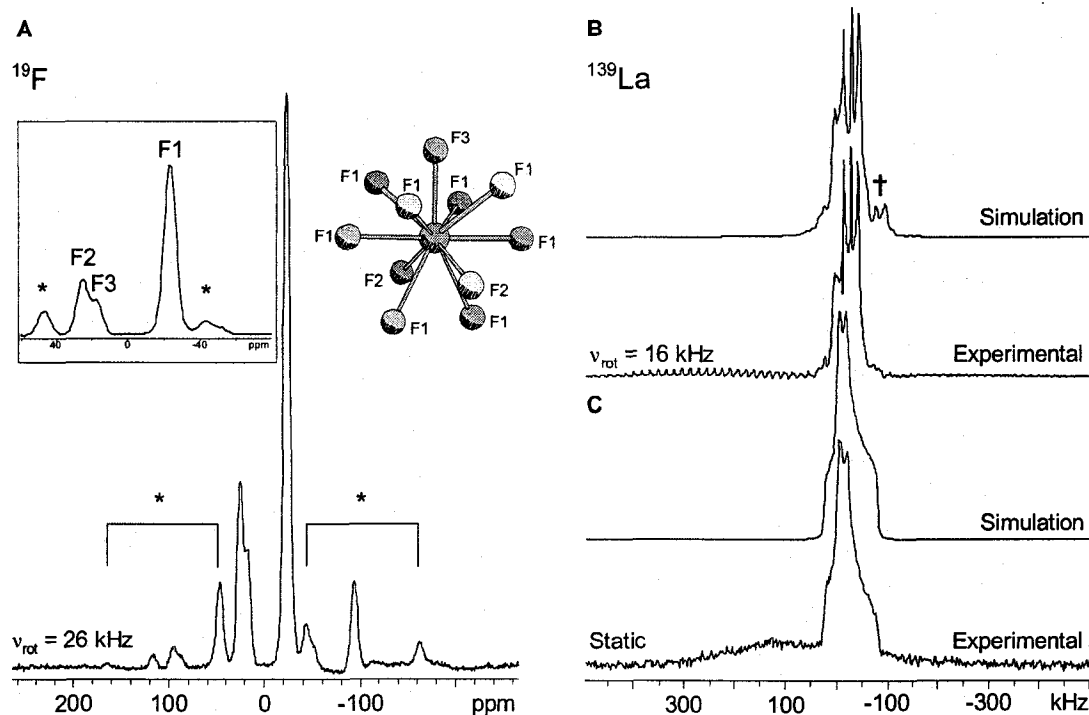 A
19F
F1
F2
F3
*
*
40
0
-40
ppm
F3
F1
F1
F1
F1
F1
F1
F2
F2
F1
F1
*
*
νrot = 26 kHz
200
100
0
-100
ppm
B
139La
†
Simulation
νrot = 16 kHz
Experimental
C
Simulation
Static
Experimental
300
100
-100
-300
kHz